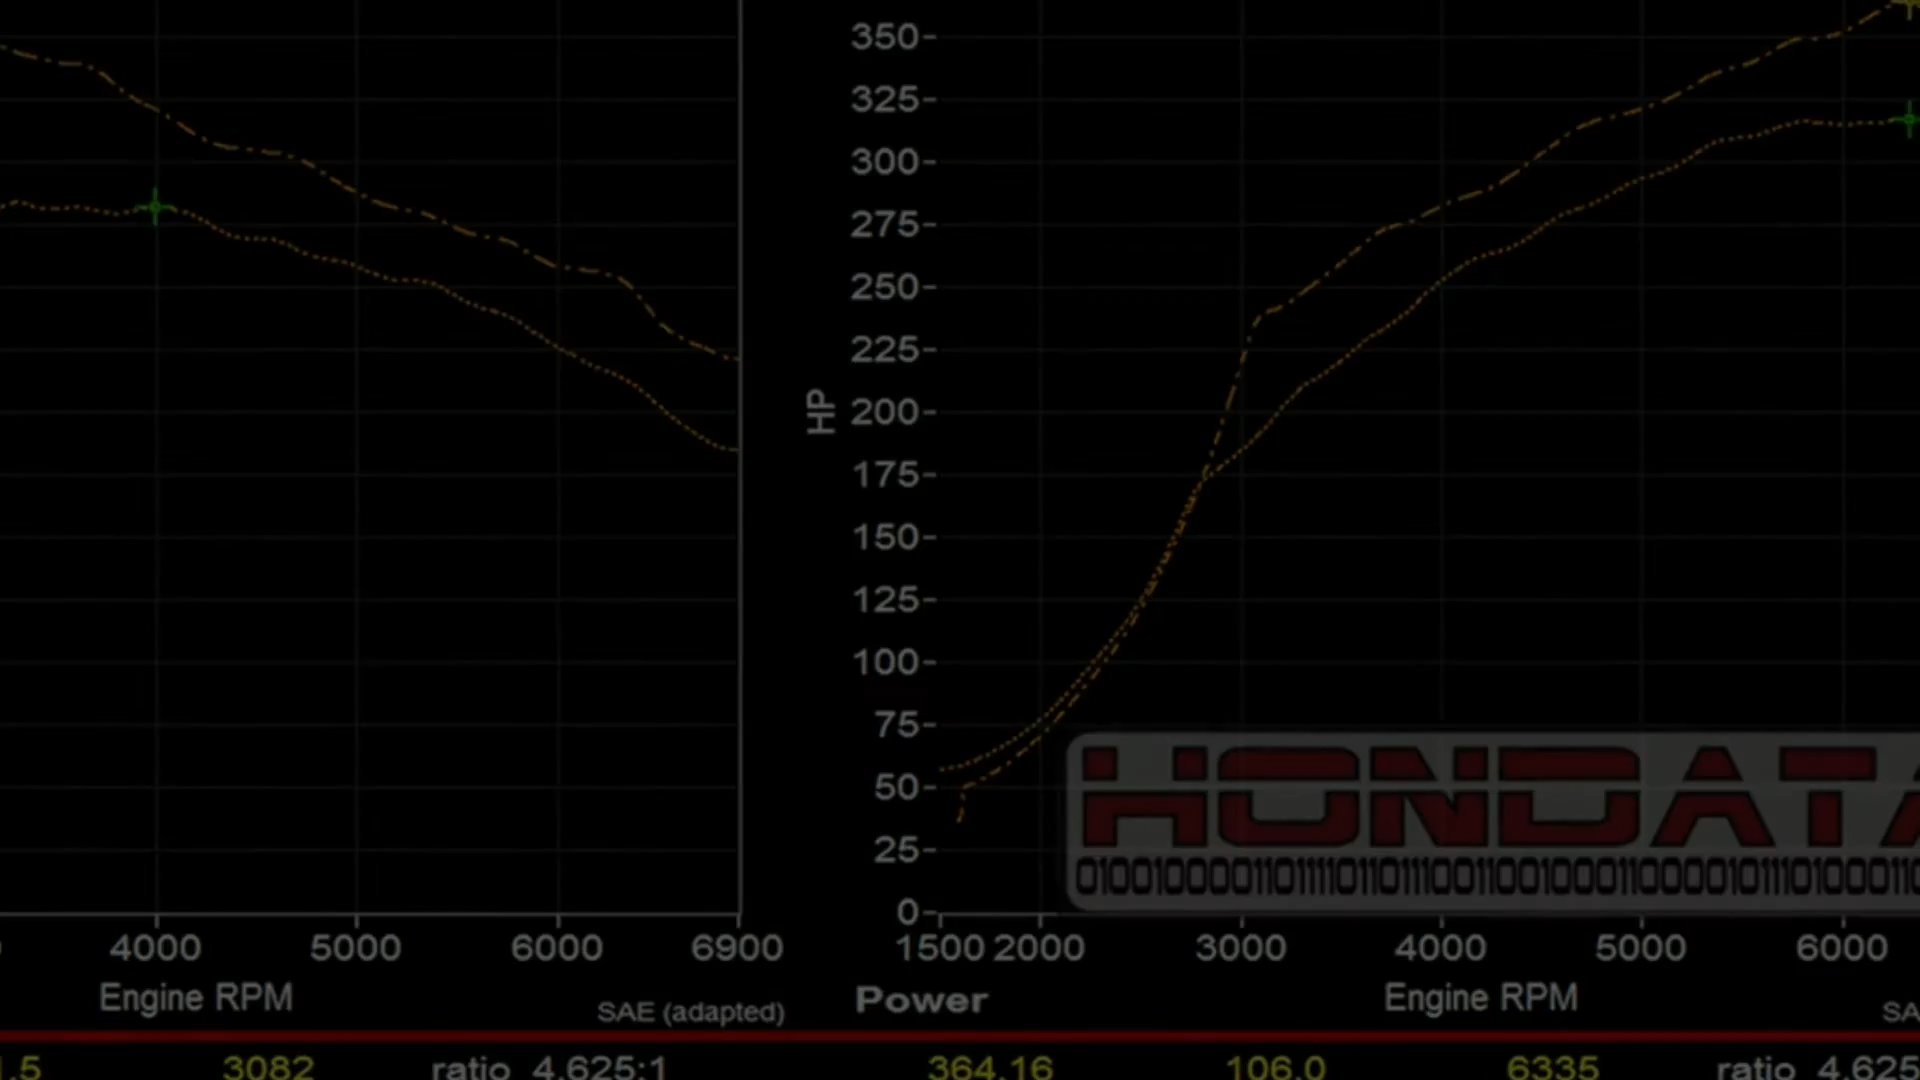 350
325
300
275
250
225
200
175
150
125
100
75
50
25
0
HP
4000 5000 6000 6900
Engine RPM
SAE (adapted)
1500 2000 3000 4000 5000 6000
Power
Engine RPM
HONDATA
3082 ratio 4.625:1
364.16 106.0 6335 ratio